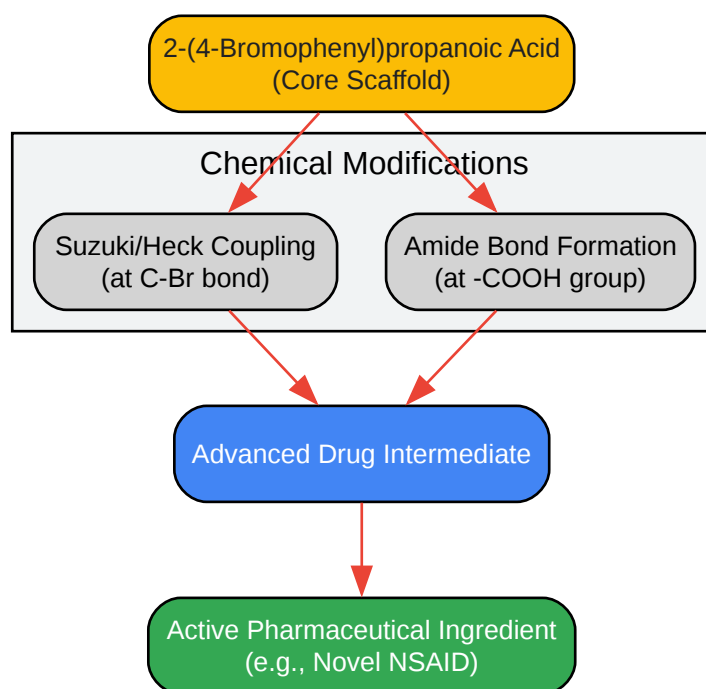 2-(4-Bromophenyl)propanoic Acid
(Core Scaffold)
Chemical Modifications
Suzuki/Heck Coupling
(at C-Br bond)
Amide Bond Formation
(at -COOH group)
Advanced Drug Intermediate
Active Pharmaceutical Ingredient
(e.g., Novel NSAID)